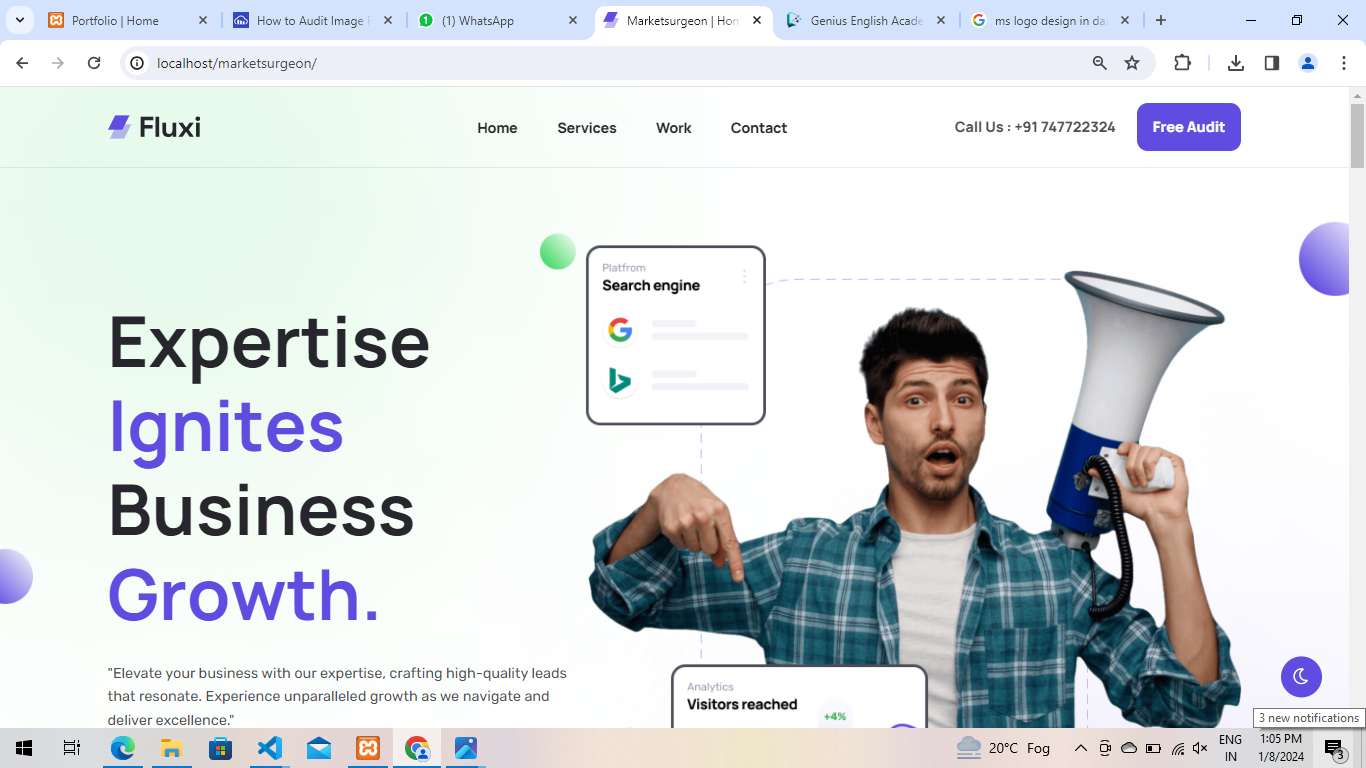 Portfolio | Home
How to Audit Image F
(1) WhatsApp
Marketsurgeon | Hom
Genius English Acade
ms logo design in da
localhost/marketsurgeon/
Fluxi
Home
Services
Work
Contact
Call Us : +91 747722324
Free Audit
Platfrom
Search engine
Expertise
Ignites
Business
Growth.
"Elevate your business with our expertise, crafting high-quality leads
that resonate. Experience unparalleled growth as we navigate and
deliver excellence."
Analytics
Visitors reached
+4%
3 new notifications
20°C Fog
ENG
IN
1:05 PM
1/8/2024
3